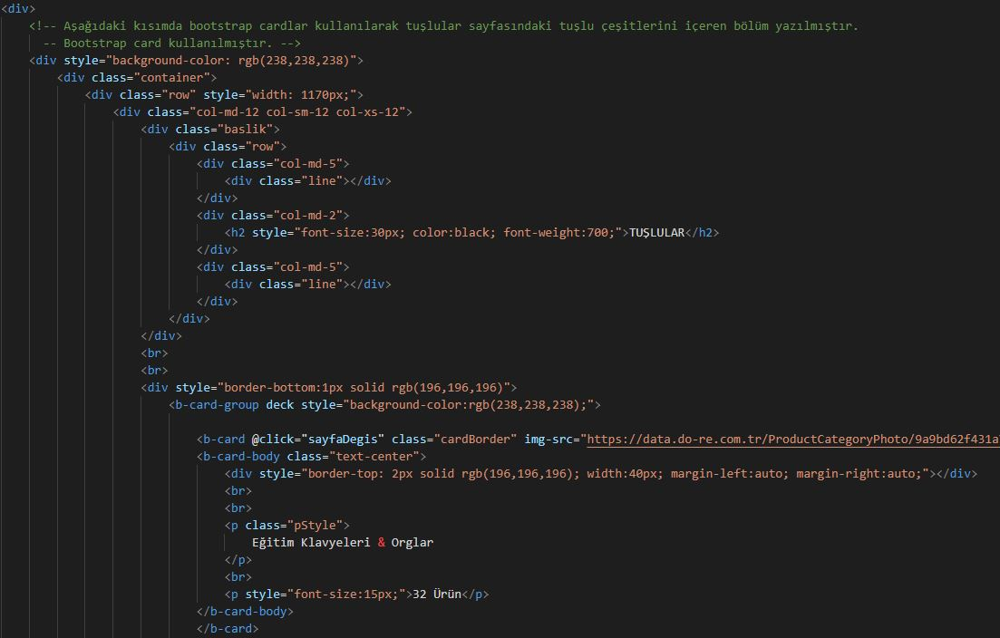 <div>
<!-- Aşağıdaki kısımda bootstrap cardlar kullanılarak tuşlular sayfasındaki tuşlu çeşitlerini içeren bölüm yazılmıştır.
-- Bootstrap card kullanılmıştır. -->
<div style="background-color: rgb(238,238,238)">
<div class="container">
<div class="row" style="width: 1170px;">
<div class="col-md-12 col-sm-12 col-xs-12">
<div class="baslik">
<div class="row">
<div class="col-md-5">
<div class="line"></div>
</div>
<div class="col-md-2">
<h2 style="font-size:30px; color:black; font-weight:700;">TUŞLULAR</h2>
</div>
<div class="col-md-5">
<div class="line"></div>
</div>
</div>
</div>
<br>
<br>
<div style="border-bottom:1px solid rgb(196,196,196)">
<b-card-group deck style="background-color:rgb(238,238,238);">
<b-card @click="sayfaDegis" class="cardBorder" img-src="https://data.do-re.com.tr/ProductCategoryPhoto/9a9bd62f431a
<b-card-body class="text-center">
<div style="border-top: 2px solid rgb(196,196,196); width:40px; margin-left:auto; margin-right:auto;"></div>
<br>
<br>
<p class="pStyle">
Eğitim Klavyeleri & Orglar
</p>
<br>
<p style="font-size:15px;">32 Ürün</p>
</b-card-body>
</b-card>